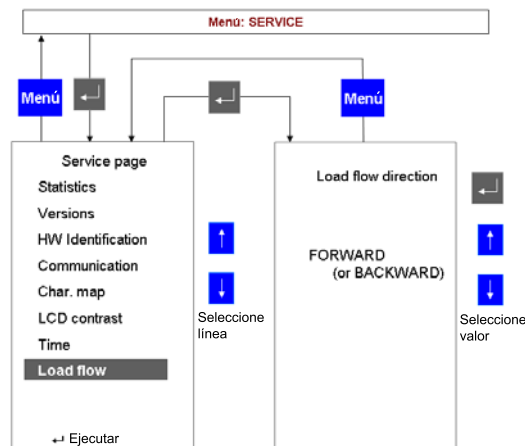 Menú: SERVICE
Menú
Menú
Service page
Statistics
Versions
HW Identification
Communication
Char. map
LCD contrast
Time
Load flow
↵ Ejecutar
Seleccione
línea
Load flow direction
FORWARD
(or BACKWARD)
Seleccione
valor